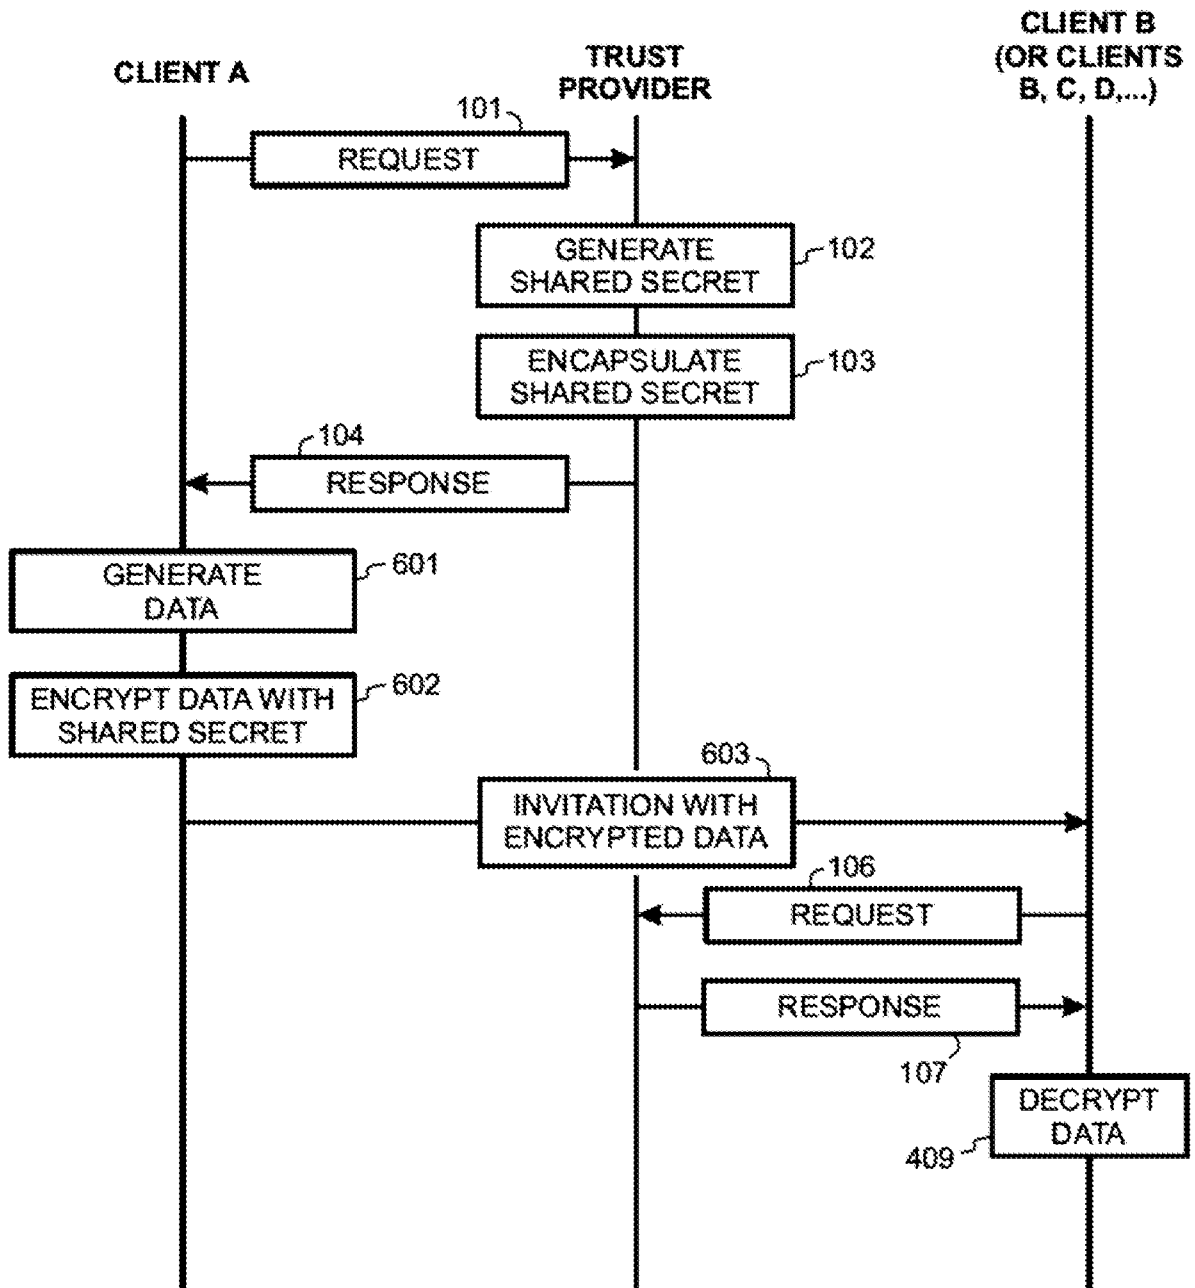 CLIENT A
TRUST
PROVIDER
CLIENT B
(OR CLIENTS
B, C, D,...)
101
REQUEST
GENERATE
SHARED SECRET
102
ENCAPSULATE
SHARED SECRET
103
104
RESPONSE
GENERATE
DATA
601
ENCRYPT DATA WITH
SHARED SECRET
602
603
INVITATION WITH
ENCRYPTED DATA
106
REQUEST
RESPONSE
107
DECRYPT
DATA
409